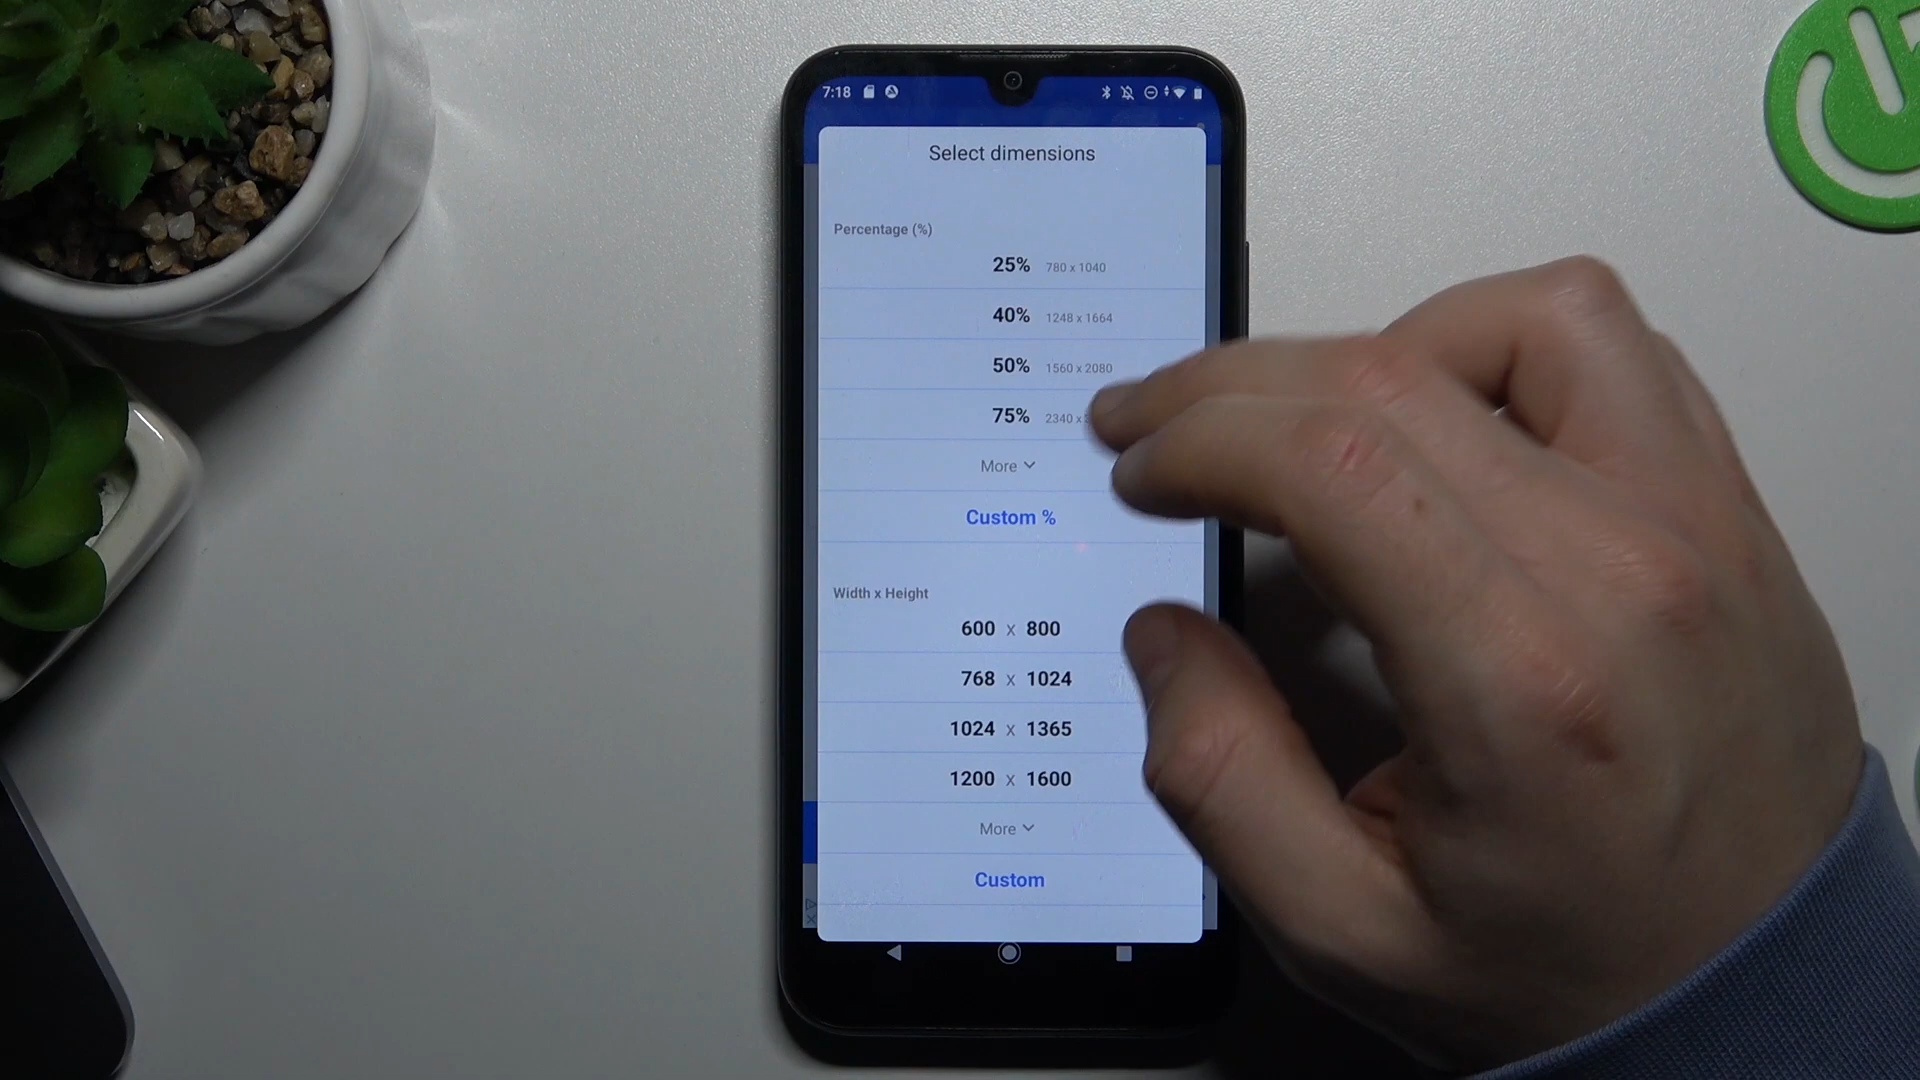 7:18
Select dimensions
Percentage (%)
25% 780 x 1040
40% 1248 x 1664
50% 1560 x 2080
75% 2340 x
More
Custom %
Width x Height
600 x 800
768 x 1024
1024 x 1365
1200 x 1600
More
Custom